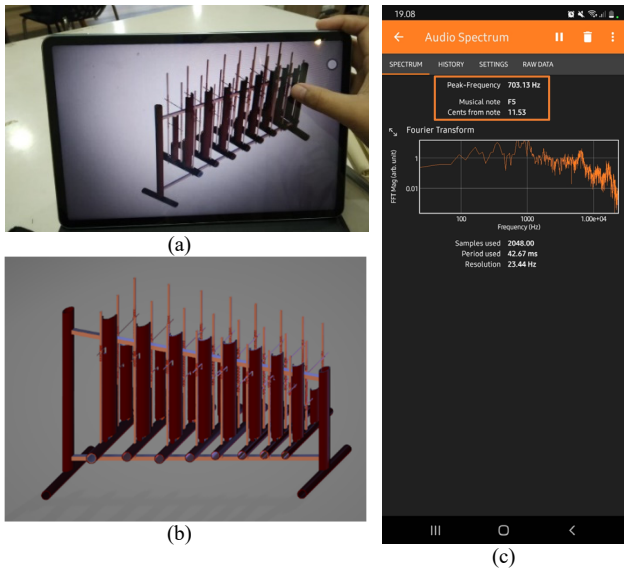 (a)
(b)
19.08
Audio Spectrum
SPECTRUM HISTORY SETTINGS RAW DATA
Peak-Frequency 703.13 Hz
Musical note F5
Cents from note 11.53
Fourier Transform
FFT Mag (arb. unit)
1
0.01
100 1000 1.00e+04
Frequency (Hz)
Samples used 2048.00
Period used 42.67 ms
Resolution 23.44 Hz
(c)